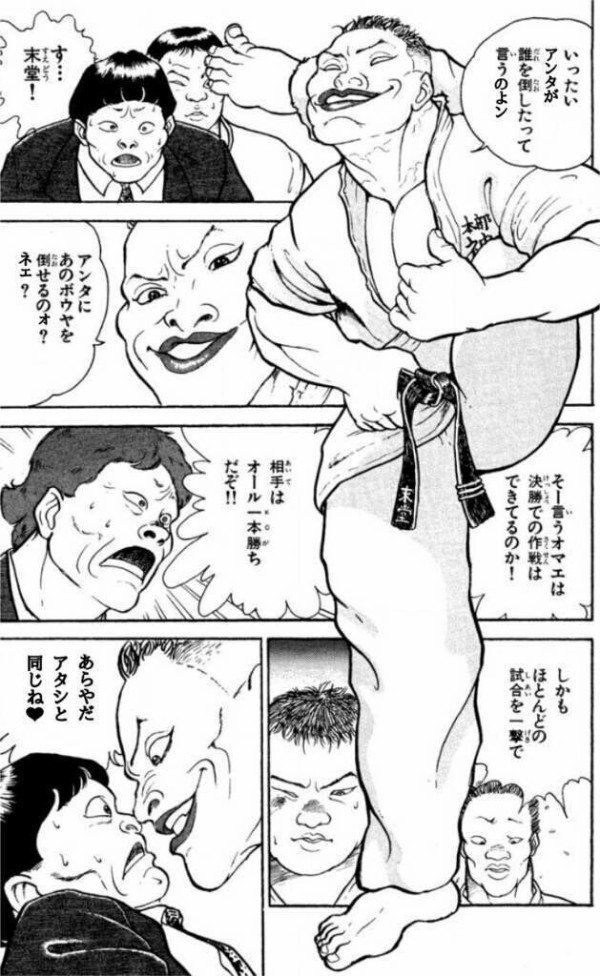 いったい
アンタが
誰を倒したって
言うのよン
す…
末堂！
アンタに
あのボウヤを
倒せるのォ？
ネエ？
そー言うオマエは
決勝での作戦は
できてるのか！
相手は
オール一本勝ち
だぞ!!
しかも
ほとんどの
試合を一撃で
あらやだ
アタシと
同じね♥
本部
末堂